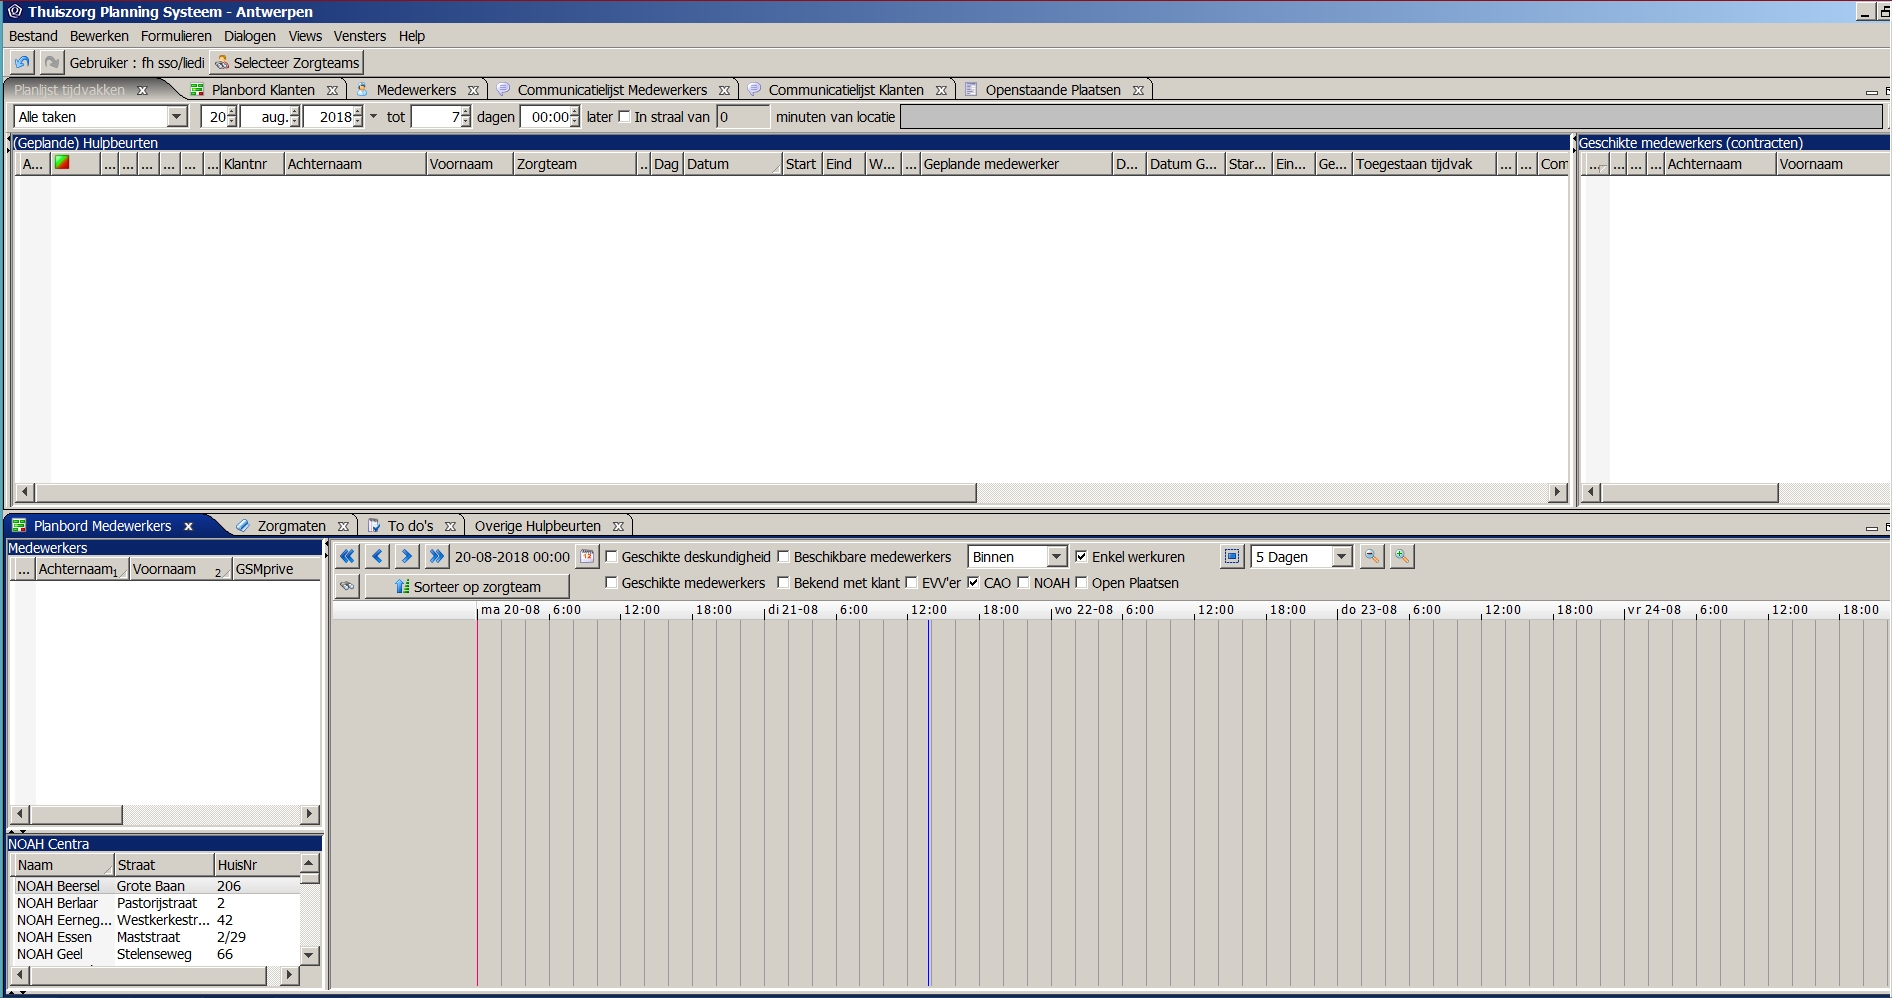 Thuiszorg Planning Systeem - Antwerpen
Bestand Bewerken Formulieren Dialogen Views Vensters Help
Gebruiker : fh sso/liedi Selecteer Zorgteams
Planlijst tijdvakken Planbord Klanten Medewerkers Communicatielijst Medewerkers Communicatielijst Klanten Openstaande Plaatsen
Alle taken 20 aug. 2018 tot 7 dagen 00:00 later In straal van 0 minuten van locatie
(Geplande) Hulpbeurten Geschikte medewerkers (contracten)
A... ... ... ... ... ... ... Klantnr Achternaam Voornaam Zorgteam .. Dag Datum Start Eind W... ... Geplande medewerker D... Datum G... Star... Ein... Ge... Toegestaan tijdvak ... ... Com ... ... ... ... Achternaam Voornaam
Planbord Medewerkers Zorgmaten To do's Overige Hulpbeurten
Medewerkers
... Achternaam 1 Voornaam 2 GSMprive
20-08-2018 00:00 Geschikte deskundigheid Beschikbare medewerkers Binnen Enkel werkuren 5 Dagen
Sorteer op zorgteam Geschikte medewerkers Bekend met klant EVV'er CAO NOAH Open Plaatsen
ma 20-08 6:00 12:00 18:00 di 21-08 6:00 12:00 18:00 wo 22-08 6:00 12:00 18:00 do 23-08 6:00 12:00 18:00 vr 24-08 6:00 12:00 18:00
NOAH Centra
Naam Straat HuisNr
NOAH Beersel Grote Baan 206
NOAH Berlaar Pastorijstraat 2
NOAH Eerneg... Westkerkestr... 42
NOAH Essen Maststraat 2/29
NOAH Geel Stelenseweg 66